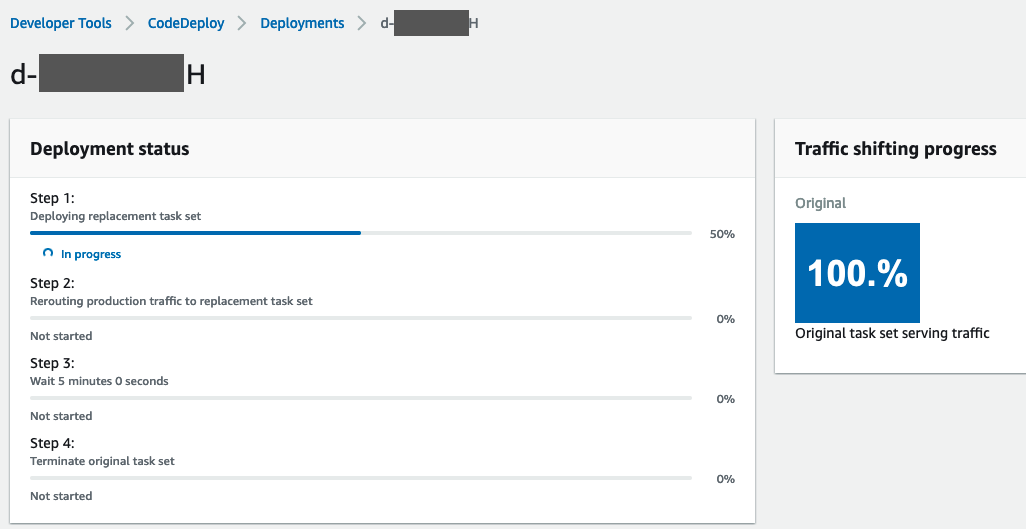 Developer Tools > CodeDeploy > Deployments > d- H
d- H
Deployment status
Step 1:
Deploying replacement task set
50%
In progress
Step 2:
Rerouting production traffic to replacement task set
0%
Not started
Step 3:
Wait 5 minutes 0 seconds
0%
Not started
Step 4:
Terminate original task set
0%
Not started
Traffic shifting progress
Original
100.%
Original task set serving traffic